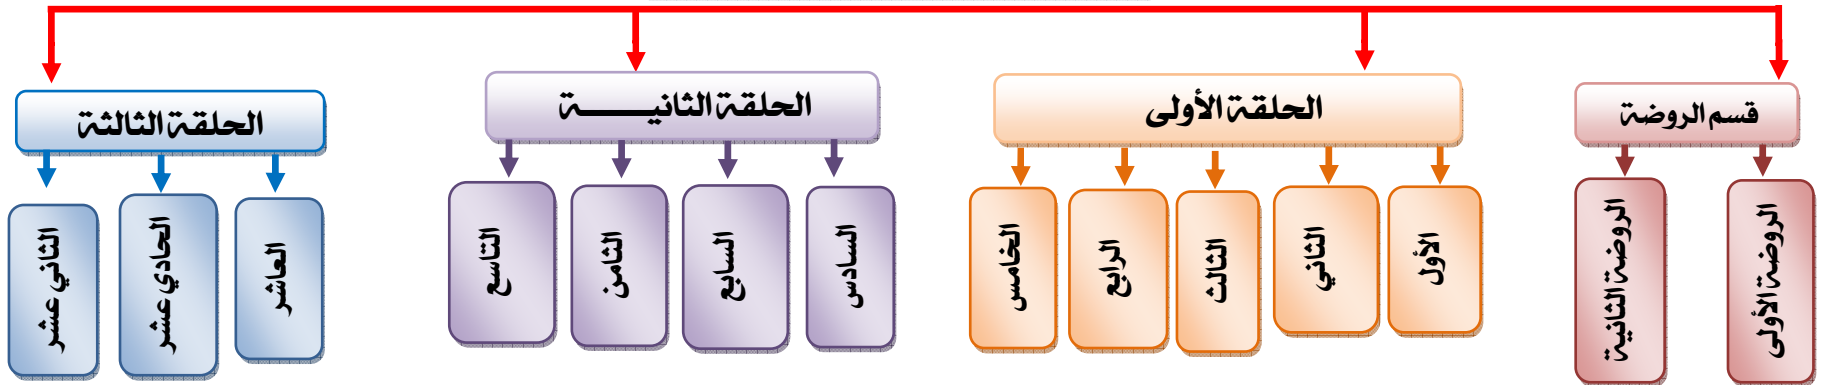 قسم الروضة
الحلقة الأولى
الحلقة الثانيـــــــة
الحلقة الثالثة
الروضة الأولى
الروضة الثانية
الأول
الثاني
الثالث
الرابع
الخامس
السادس
السابع
الثامن
التاسع
العاشر
الحادي عشر
الثاني عشر